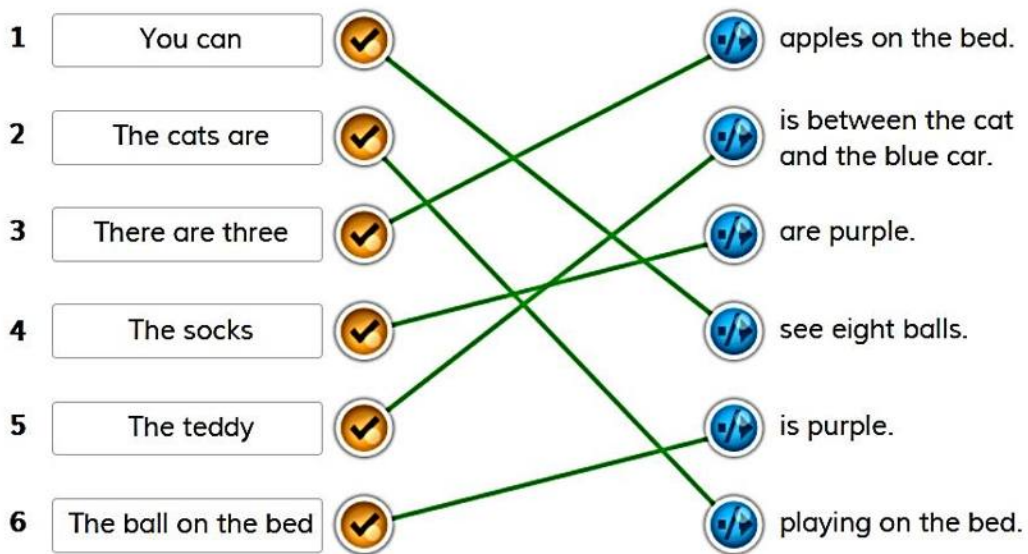 1 You can apples on the bed.
2 The cats are is between the cat
and the blue car.
3 There are three are purple.
4 The socks see eight balls.
5 The teddy is purple.
6 The ball on the bed playing on the bed.